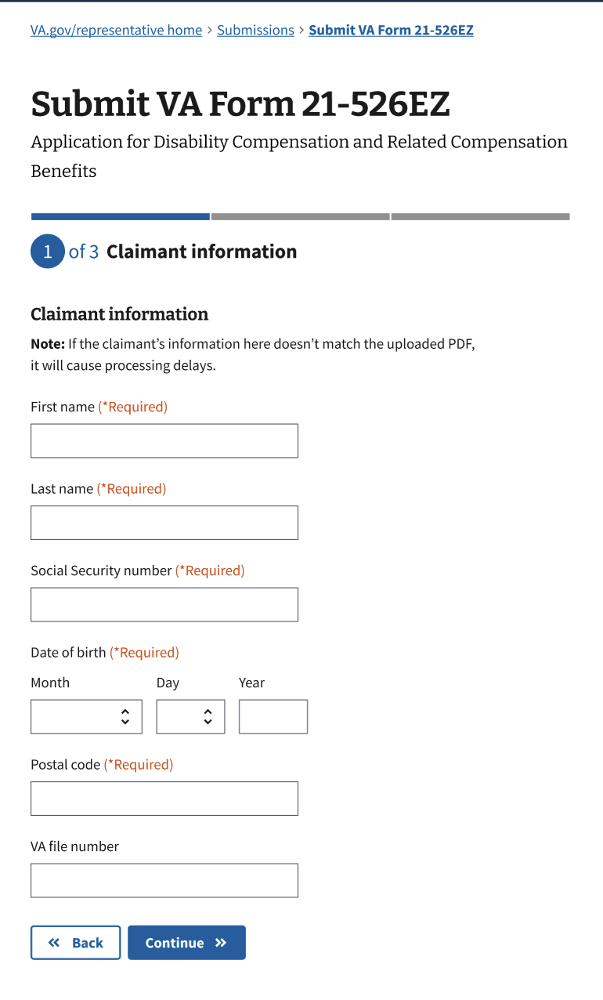 VA.gov/representative home > Submissions > Submit VA Form 21-526EZ
Submit VA Form 21-526EZ
Application for Disability Compensation and Related Compensation
Benefits
1 of 3 Claimant information
Claimant information
Note: If the claimant’s information here doesn’t match the uploaded PDF,
it will cause processing delays.
First name (*Required)
Last name (*Required)
Social Security number (*Required)
Date of birth (*Required)
Month Day Year
Postal code (*Required)
VA file number
Back Continue